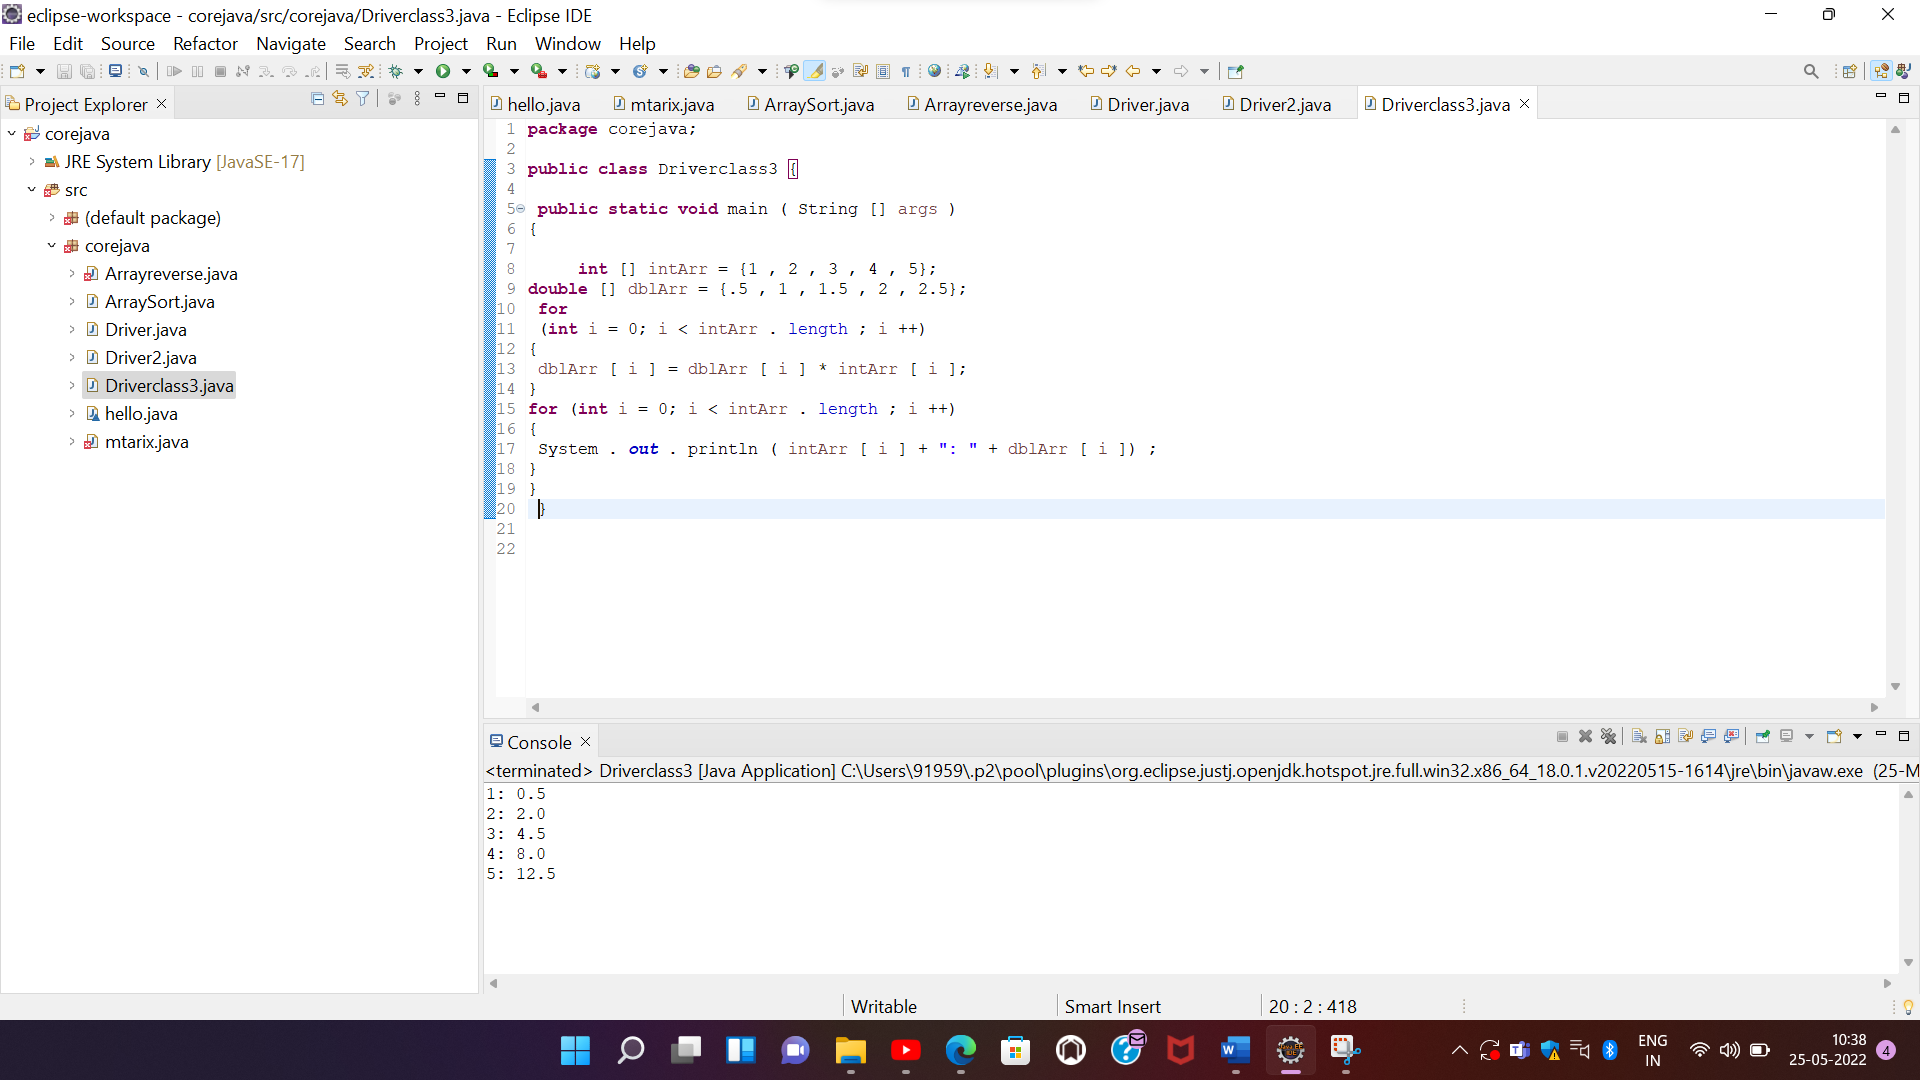 eclipse-workspace - corejava/src/corejava/Driverclass3.java - Eclipse IDE
File Edit Source Refactor Navigate Search Project Run Window Help
Project Explorer
corejava
JRE System Library [JavaSE-17]
src
(default package)
corejava
Arrayreverse.java
ArraySort.java
Driver.java
Driver2.java
Driverclass3.java
hello.java
mtarix.java
hello.java mtarix.java ArraySort.java Arrayreverse.java Driver.java Driver2.java Driverclass3.java
1 package corejava;
2
3 public class Driverclass3 {
4
5 public static void main ( String [] args )
6 {
7
8 int [] intArr = {1 , 2 , 3 , 4 , 5};
9 double [] dblArr = {.5 , 1 , 1.5 , 2 , 2.5};
10 for
11 (int i = 0; i < intArr . length ; i ++)
12 {
13 dblArr [ i ] = dblArr [ i ] * intArr [ i ];
14 }
15 for (int i = 0; i < intArr . length ; i ++)
16 {
17 System . out . println ( intArr [ i ] + ": " + dblArr [ i ]) ;
18 }
19 }
20 }
21
22
Console
<terminated> Driverclass3 [Java Application] C:\Users\91959\.p2\pool\plugins\org.eclipse.justj.openjdk.hotspot.jre.full.win32.x86_64_18.0.1.v20220515-1614\jre\bin\javaw.exe (25-M
1: 0.5
2: 2.0
3: 4.5
4: 8.0
5: 12.5
Writable Smart Insert 20 : 2 : 418
ENG
IN
10:38
25-05-2022
4